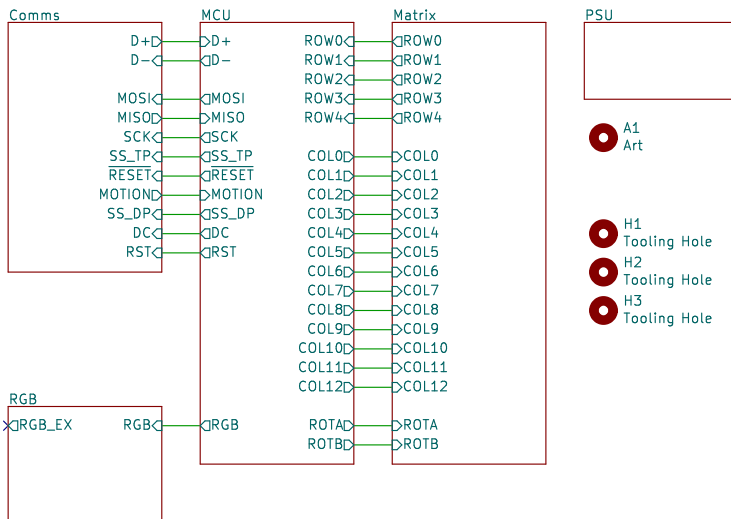 Comms
D+
D-
MOSI
MISO
SCK
SS_TP
RESET
MOTION
SS_DP
DC
RST
MCU
D+
D-
MOSI
MISO
SCK
SS_TP
RESET
MOTION
SS_DP
DC
RST
RGB
ROW0
ROW1
ROW2
ROW3
ROW4
COL0
COL1
COL2
COL3
COL4
COL5
COL6
COL7
COL8
COL9
COL10
COL11
COL12
ROTA
ROTB
Matrix
ROW0
ROW1
ROW2
ROW3
ROW4
COL0
COL1
COL2
COL3
COL4
COL5
COL6
COL7
COL8
COL9
COL10
COL11
COL12
ROTA
ROTB
PSU
A1
Art
H1
Tooling Hole
H2
Tooling Hole
H3
Tooling Hole
RGB
RGB_EX
RGB